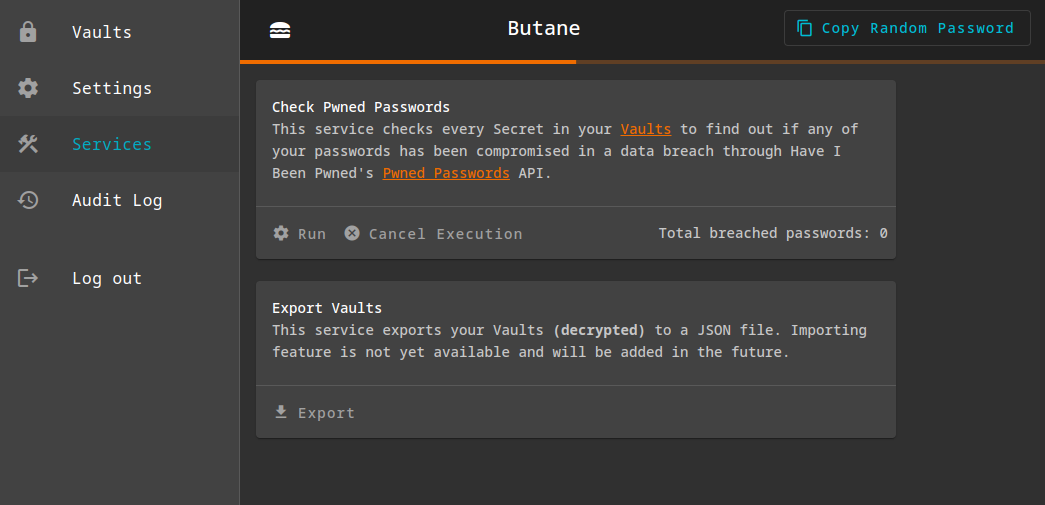 Vaults
Settings
Services
Audit Log
Log out
Butane
Copy Random Password
Check Pwned Passwords
This service checks every Secret in your Vaults to find out if any of
your passwords has been compromised in a data breach through Have I
Been Pwned's Pwned Passwords API.
Run Cancel Execution Total breached passwords: 0
Export Vaults
This service exports your Vaults (decrypted) to a JSON file. Importing
feature is not yet available and will be added in the future.
Export